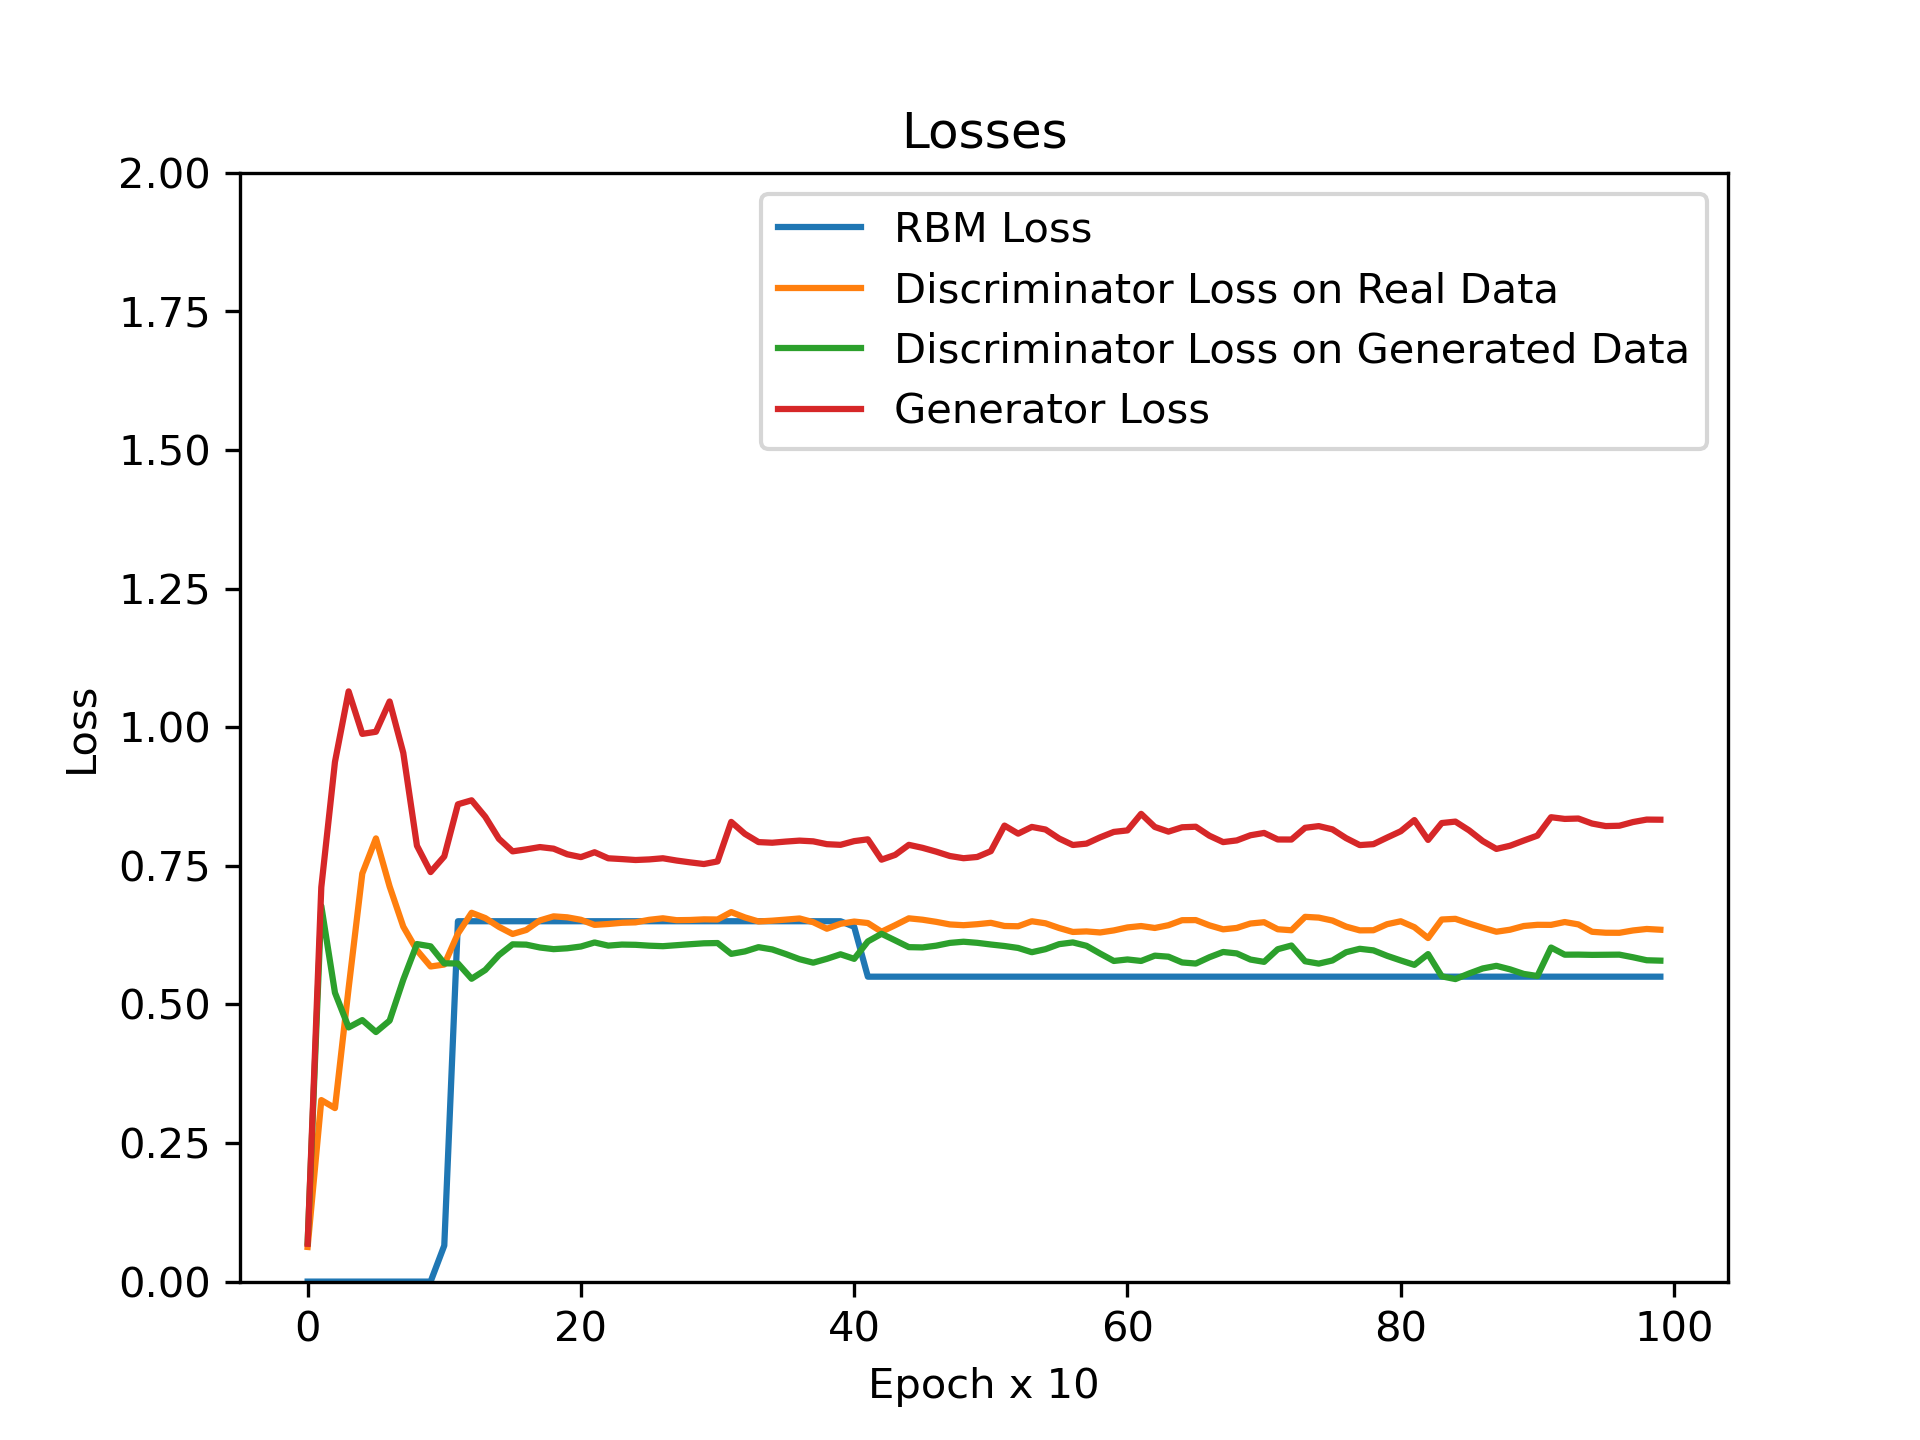 Losses
2.00
1.75
1.50
1.25
1.00
0.75
0.50
0.25
0.00
Loss
RBM Loss
Discriminator Loss on Real Data
Discriminator Loss on Generated Data
Generator Loss
0 20 40 60 80 100
Epoch x 10